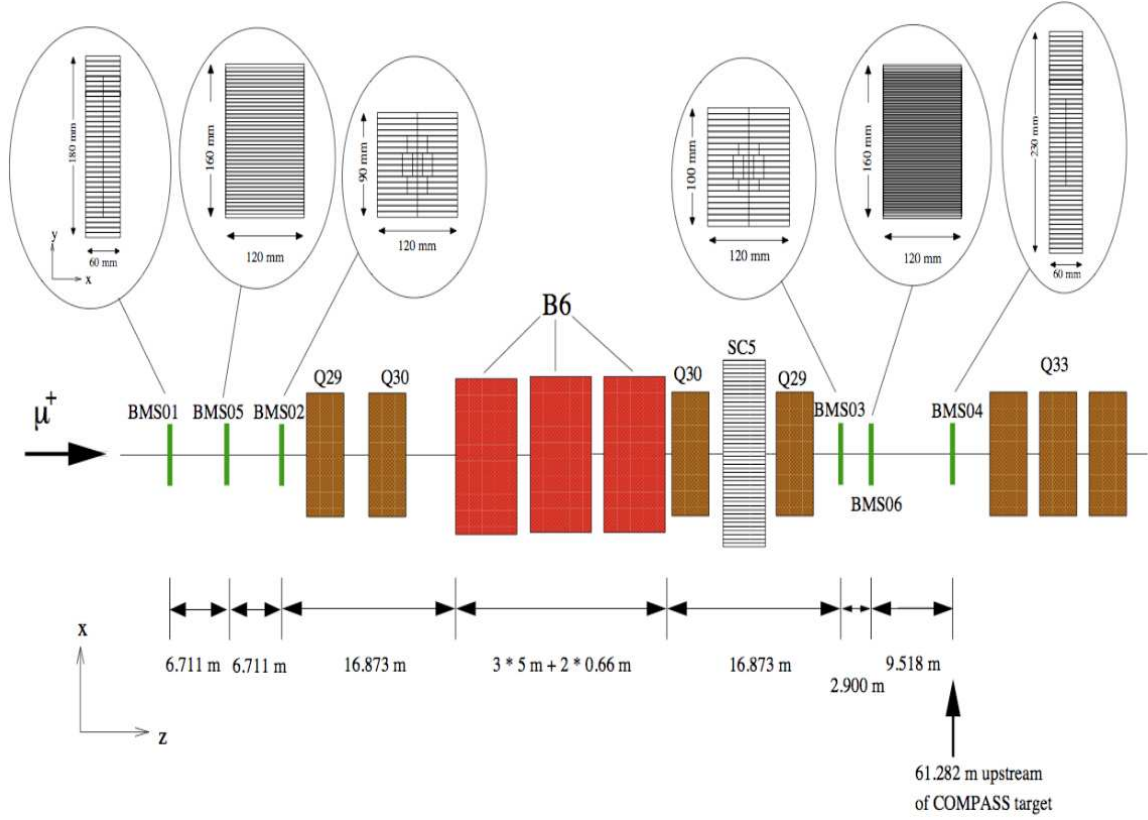 180 mm
60 mm
y
x
160 mm
120 mm
90 mm
120 mm
100 mm
120 mm
160 mm
120 mm
230 mm
60 mm
B6
SC5
Q29
Q30
Q30
Q29
Q33
μ+
BMS01
BMS05
BMS02
BMS03
BMS04
BMS06
x
z
6.711 m
6.711 m
16.873 m
3 * 5 m + 2 * 0.66 m
16.873 m
2.900 m
9.518 m
61.282 m upstream
of COMPASS target